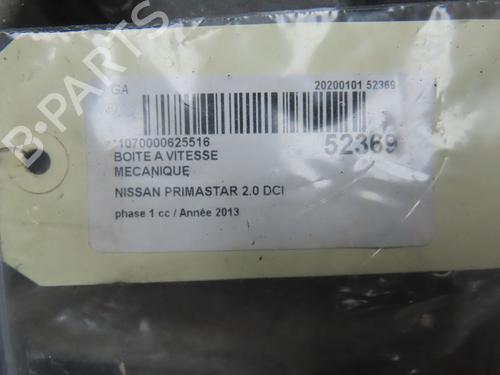 GA
20200101 52369
*1070000625516
52369
BOITE A VITESSE
MECANIQUE
NISSAN PRIMASTAR 2.0 DCI
phase 1 cc / Année 2013
B-PARTS